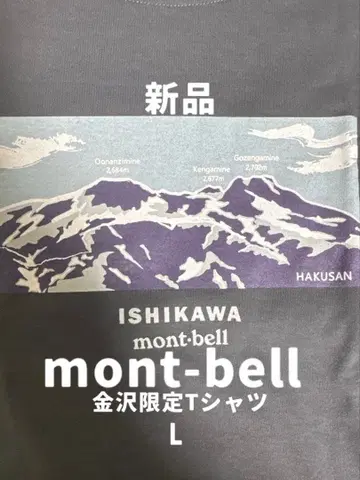 新品
Onanzimine
2,684m
Gozengamine
2,702m
Kengamine
2,677m
HAKUSAN
ISHIKAWA
mont-bell
mont-bell
金沢限定Tシャツ
L